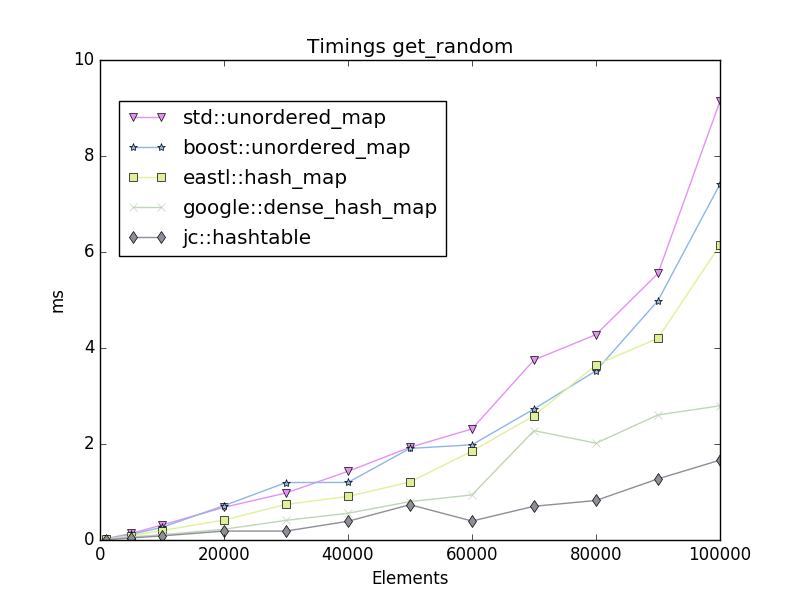 Timings get_random
10
8
6
4
2
0
ms
std::unordered_map
boost::unordered_map
eastl::hash_map
google::dense_hash_map
jc::hashtable
0 20000 40000 60000 80000 100000
Elements